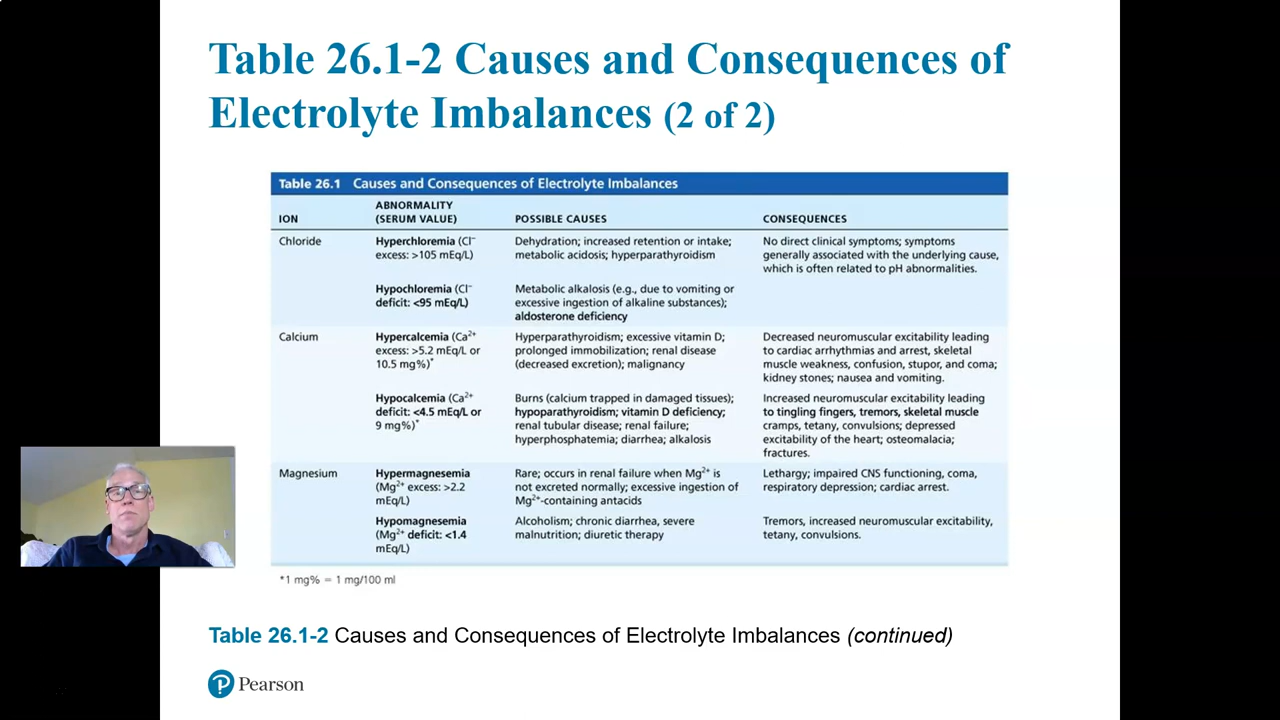 Table 26.1-2 Causes and Consequences of
Electrolyte Imbalances (2 of 2)
Table 26.1 Causes and Consequences of Electrolyte Imbalances
ION
ABNORMALITY
(SERUM VALUE)
POSSIBLE CAUSES
CONSEQUENCES
Chloride
Hyperchloremia (Cl⁻
excess: >105 mEq/L)
Dehydration; increased retention or intake;
metabolic acidosis; hyperparathyroidism
No direct clinical symptoms; symptoms
generally associated with the underlying cause,
which is often related to pH abnormalities.
Hypochloremia (Cl⁻
deficit: <95 mEq/L)
Metabolic alkalosis (e.g., due to vomiting or
excessive ingestion of alkaline substances);
aldosterone deficiency
Calcium
Hypercalcemia (Ca²⁺
excess: >5.2 mEq/L or
10.5 mg%)*
Hyperparathyroidism; excessive vitamin D;
prolonged immobilization; renal disease
(decreased excretion); malignancy
Decreased neuromuscular excitability leading
to cardiac arrhythmias and arrest, skeletal
muscle weakness, confusion, stupor, and coma;
kidney stones; nausea and vomiting.
Hypocalcemia (Ca²⁺
deficit: <4.5 mEq/L or
9 mg%)*
Burns (calcium trapped in damaged tissues);
hypoparathyroidism; vitamin D deficiency;
renal tubular disease; renal failure;
hyperphosphatemia; diarrhea; alkalosis
Increased neuromuscular excitability leading
to tingling fingers, tremors, skeletal muscle
cramps, tetany, convulsions; depressed
excitability of the heart; osteomalacia;
fractures.
Magnesium
Hypermagnesemia
(Mg²⁺ excess: >2.2
mEq/L)
Rare; occurs in renal failure when Mg²⁺ is
not excreted normally; excessive ingestion of
Mg²⁺-containing antacids
Lethargy; impaired CNS functioning, coma,
respiratory depression; cardiac arrest.
Hypomagnesemia
(Mg²⁺ deficit: <1.4
mEq/L)
Alcoholism; chronic diarrhea, severe
malnutrition; diuretic therapy
Tremors, increased neuromuscular excitability,
tetany, convulsions.
*1 mg% = 1 mg/100 ml
Table 26.1-2 Causes and Consequences of Electrolyte Imbalances (continued)
Pearson